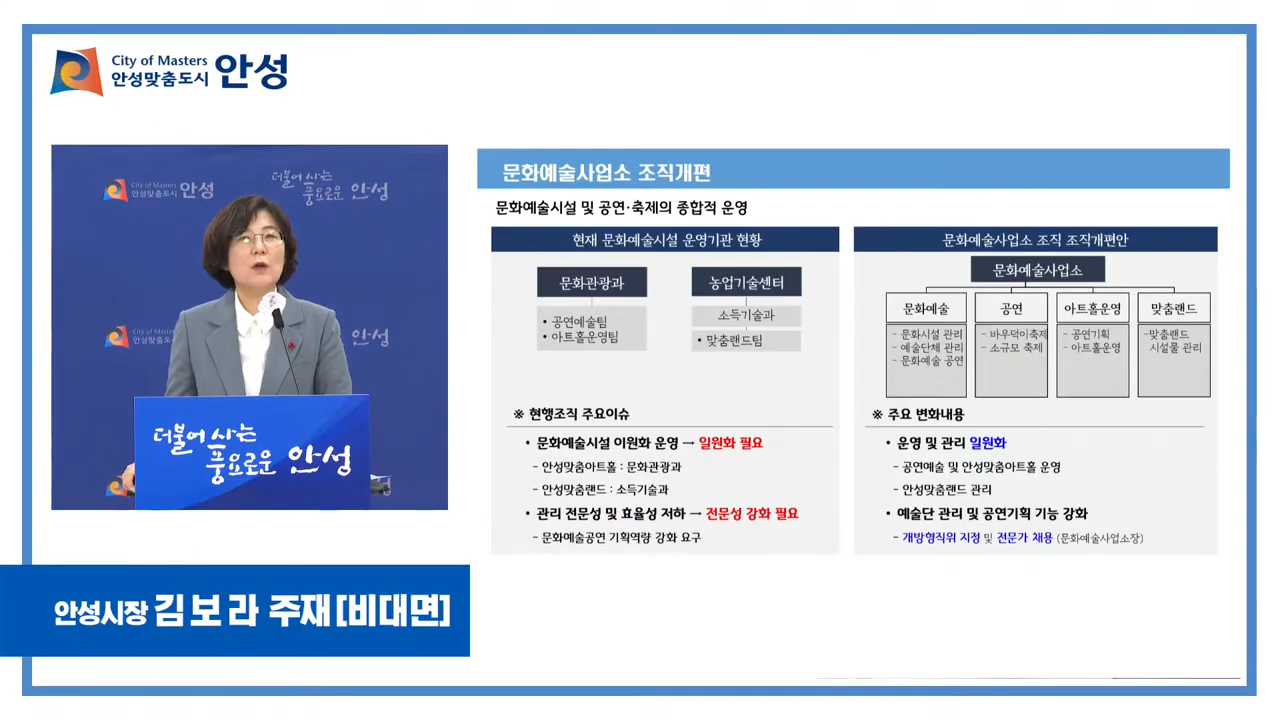 City of Masters
안성맞춤도시 안성
City of Masters
안성맞춤도시 안성
더불어 사는
풍요로운 안성
City of Masters
안성맞춤도
안성
더불어 사는
풍요로운 안성
안성시장 김보라 주재[비대면]
문화예술사업소 조직개편
문화예술시설 및 공연·축제의 종합적 운영
현재 문화예술시설 운영기관 현황
문화관광과
• 공연예술팀
• 아트홀운영팀
농업기술센터
소득기술과
• 맞춤랜드팀
※ 현행조직 주요이슈
• 문화예술시설 이원화 운영 → 일원화 필요
- 안성맞춤아트홀 : 문화관광과
- 안성맞춤랜드 : 소득기술과
• 관리 전문성 및 효율성 저하 → 전문성 강화 필요
- 문화예술공연 기획역량 강화 요구
문화예술사업소 조직 조직개편안
문화예술사업소
문화예술
- 문화시설 관리
- 예술단체 관리
- 문화예술 공연
공연
- 바우덕이축제
- 소규모 축제
아트홀운영
- 공연기획
- 아트홀운영
맞춤랜드
-맞춤랜드
시설물 관리
※ 주요 변화내용
• 운영 및 관리 일원화
- 공연예술 및 안성맞춤아트홀 운영
- 안성맞춤랜드 관리
• 예술단 관리 및 공연기획 기능 강화
- 개방형직위 지정 및 전문가 채용 (문화예술사업소장)